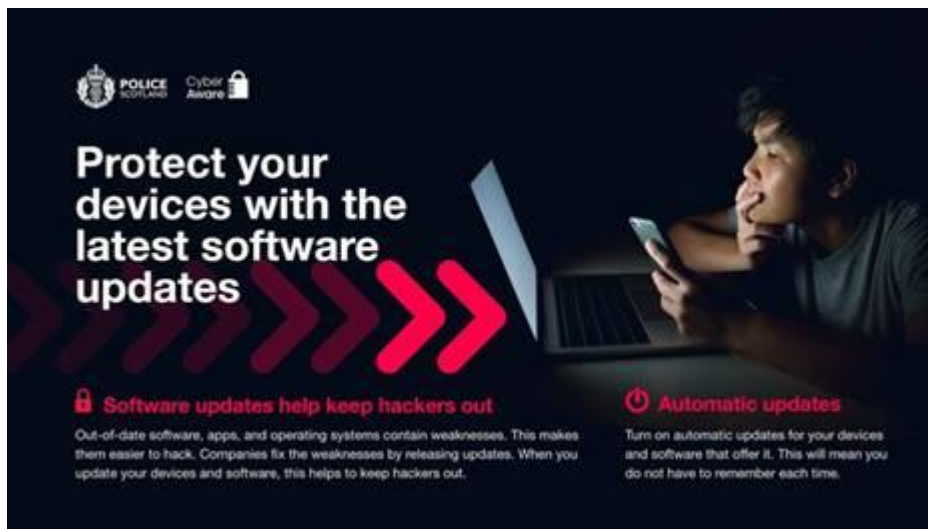 POLICE
SCOTLAND
Cyber
Aware
Protect your
devices with the
latest software
updates
Software updates help keep hackers out
Out-of-date software, apps, and operating systems contain weaknesses. This makes
them easier to hack. Companies fix the weaknesses by releasing updates. When you
update your devices and software, this helps to keep hackers out.
Automatic updates
Turn on automatic updates for your devices
and software that offer it. This will mean you
do not have to remember each time.